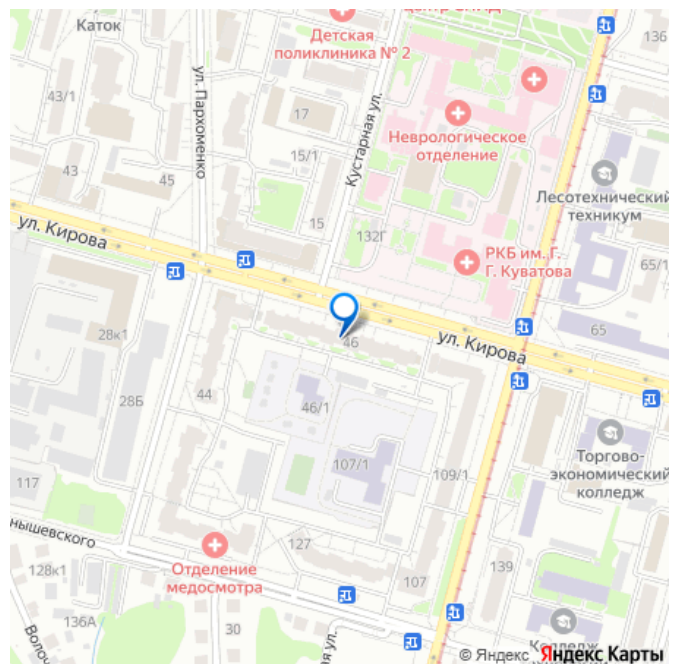 Каток
Детская
поликлиника № 2
136
43/1
ул. Пархоменко
17
Кустарная ул.
Неврологическое
отделение
15/1
43
45
Лесотехнический
техникум
15
132Г
ул. Кирова
РКБ им. Г.
Г. Куватова
65/1
28к1
46
ул. Кирова
65
44
28Б
46/1
Торгово-
экономический
колледж
107/1
109/1
117
127
Отделение
медосмотра
139
128к1
107
136А
30
© Яндекс
Яндекс Карты